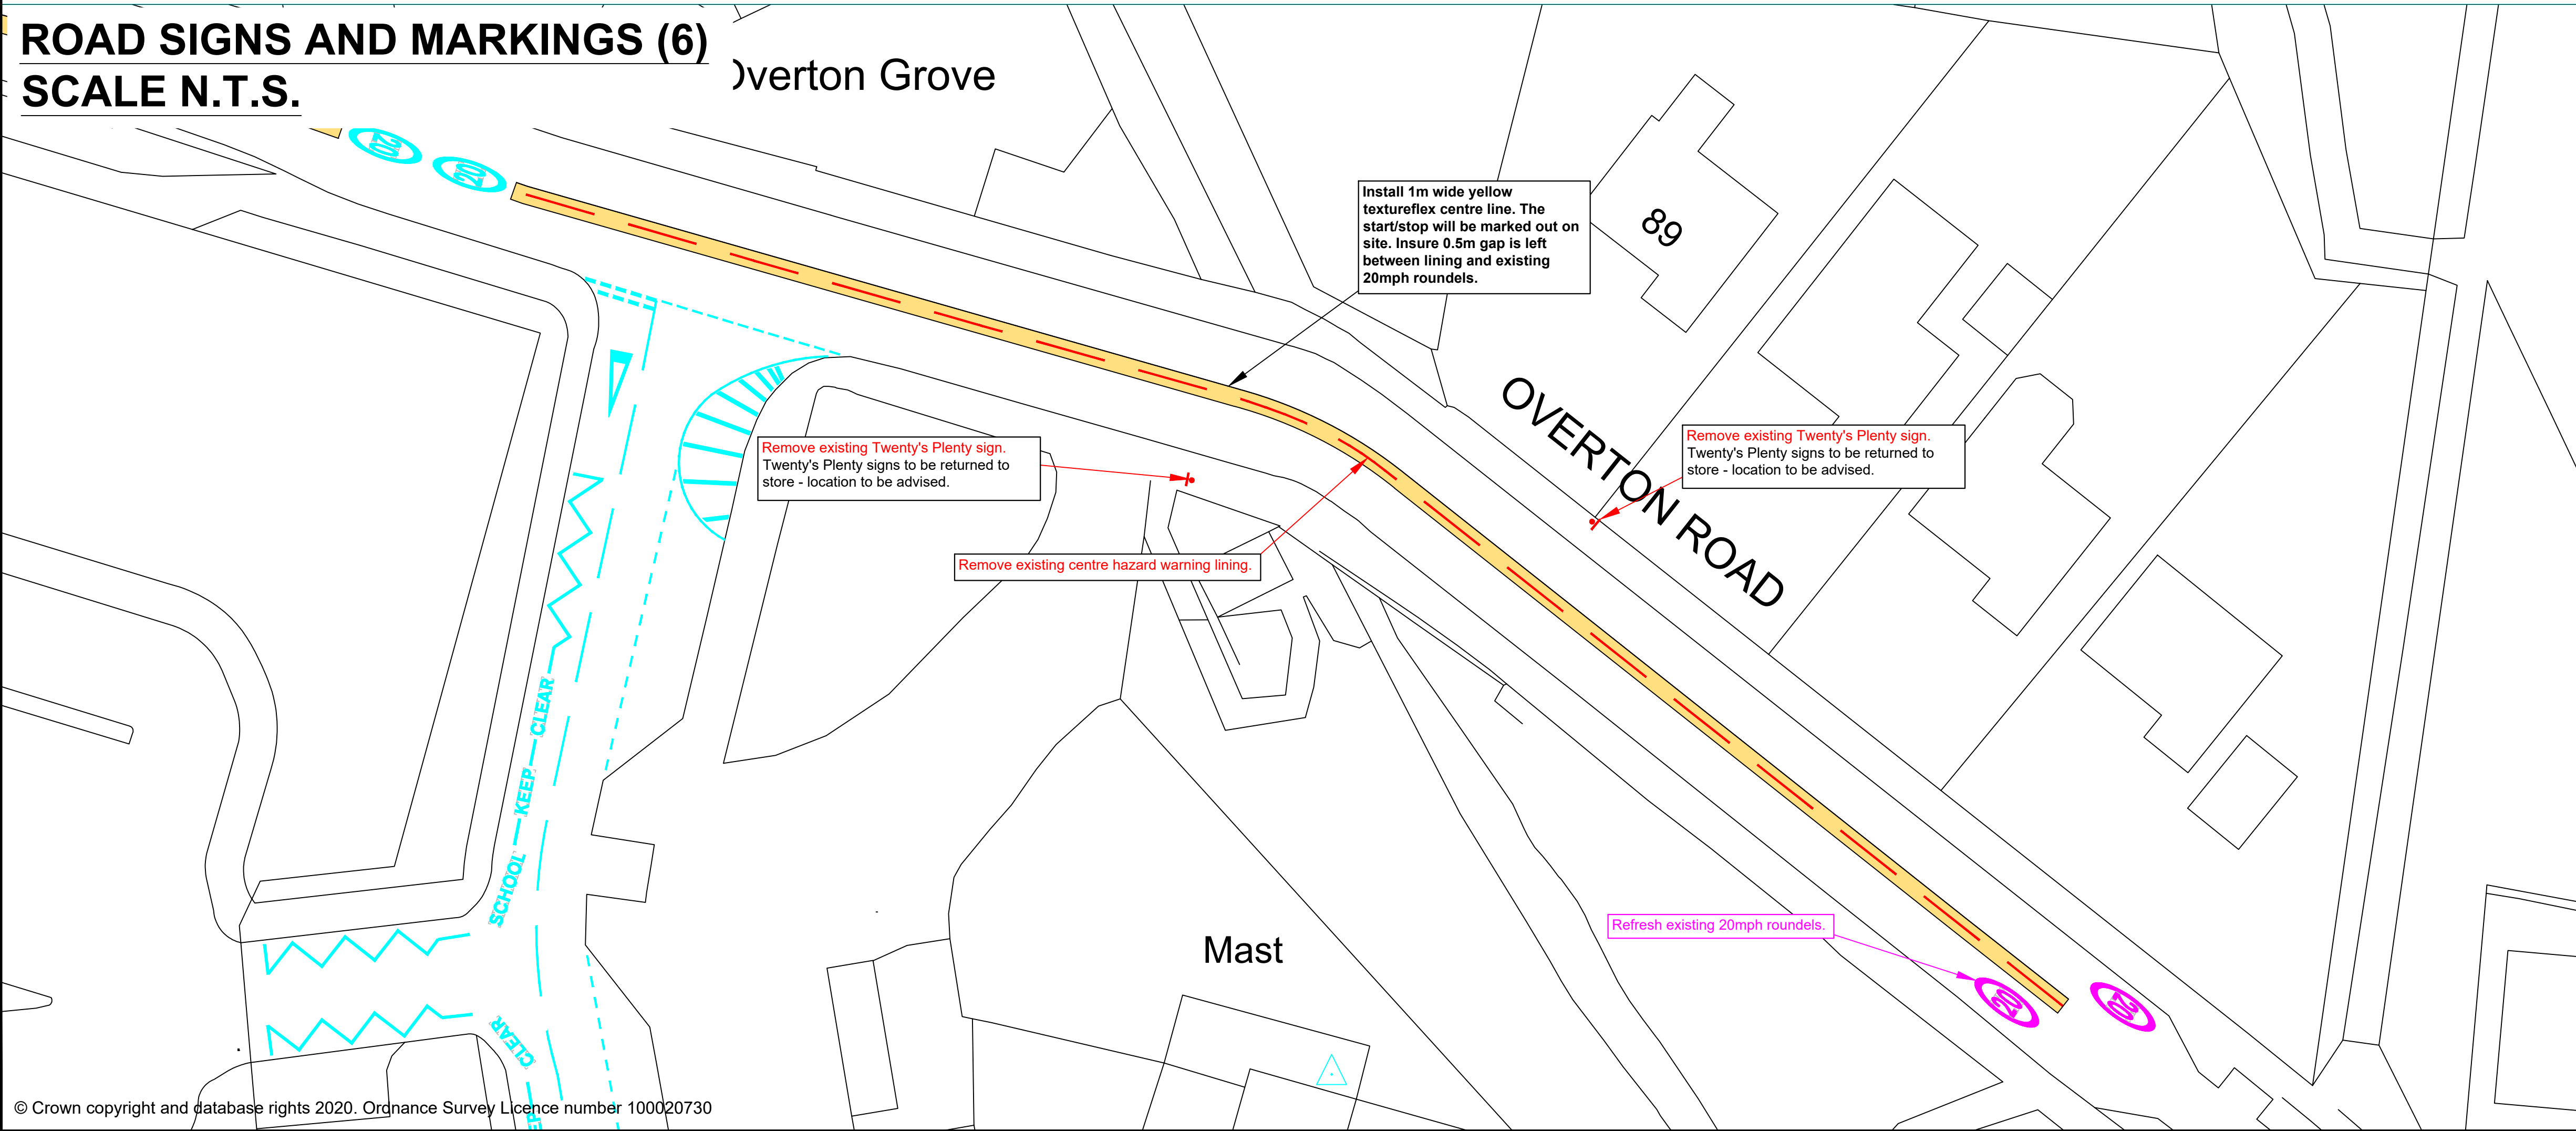 ROAD SIGNS AND MARKINGS (6)
SCALE N.T.S.
Overton Grove
20
20
Install 1m wide yellow
textureflex centre line. The
start/stop will be marked out on
site. Insure 0.5m gap is left
between lining and existing
20mph roundels.
89
OVERTON ROAD
Remove existing Twenty's Plenty sign.
Twenty's Plenty signs to be returned to
store - location to be advised.
Remove existing Twenty's Plenty sign.
Twenty's Plenty signs to be returned to
store - location to be advised.
Remove existing centre hazard warning lining.
SCHOOL KEEP CLEAR
Refresh existing 20mph roundels.
20
20
Mast
CLEAR
EP
© Crown copyright and database rights 2020. Ordnance Survey Licence number 100020730